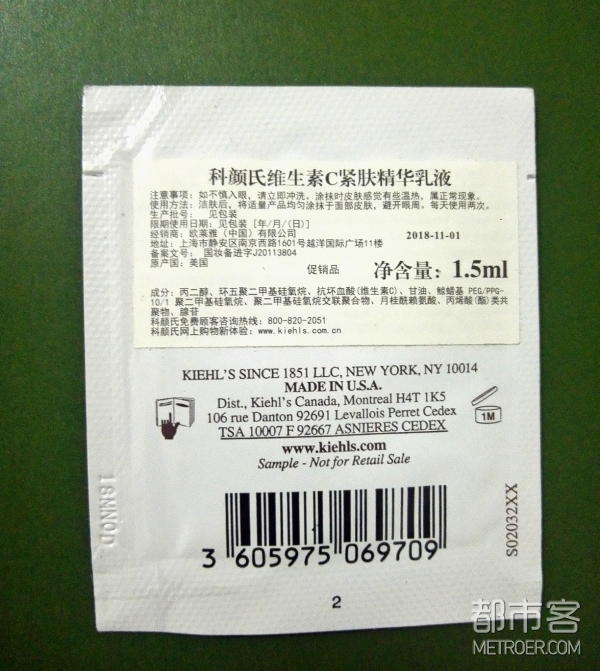 科颜氏维生素C紧肤精华乳液
注意事项：如不慎入眼，请立即冲洗。涂抹时皮肤感觉有些温热，属正常现象。
使用方法：洁肤后，将适量产品均匀涂抹于面部皮肤，避开眼周。每天使用两次。
生产批号：  见包装
限期使用日期：见包装 [年/月/(日)]
经销商：欧莱雅（中国）有限公司 2018-11-01
地址：上海市静安区南京西路1601号越洋国际广场11楼
备案文号：国妆备进字J20113804
原产国：美国 促销品 净含量：1.5ml
成分：丙二醇、环五聚二甲基硅氧烷、抗坏血酸(维生素C)、甘油、鲸蜡基 PEG/PPG-
10/1 聚二甲基硅氧烷、聚二甲基硅氧烷交联聚合物、月桂酰赖氨酸、丙烯酸(酯)类共
聚物、腺苷
科颜氏免费顾客咨询热线：800-820-2051
科颜氏网上购物新体验：www.kiehls.com.cn
KIEHL'S SINCE 1851 LLC, NEW YORK, NY 10014
MADE IN U.S.A.
Dist., Kiehl's Canada, Montreal H4T 1K5
106 rue Danton 92691 Levallois Perret Cedex
TSA 10007 F 92667 ASNIERES CEDEX
1M
www.kiehls.com
Sample - Not for Retail Sale
18NN0D
S02032XX
3 605975 069709
2
都市客
METROER.COM